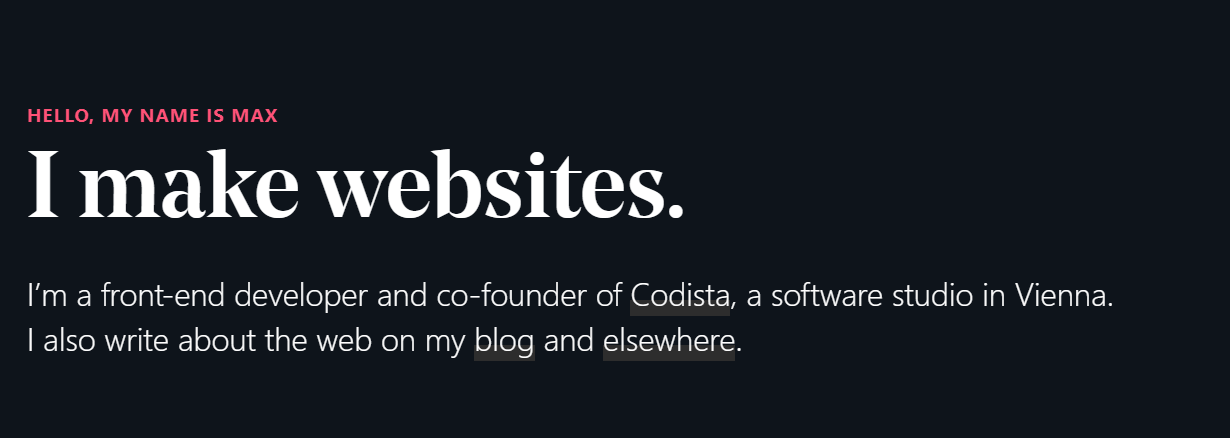 HELLO, MY NAME IS MAX
I make websites.
I’m a front-end developer and co-founder of Codista, a software studio in Vienna.
I also write about the web on my blog and elsewhere.